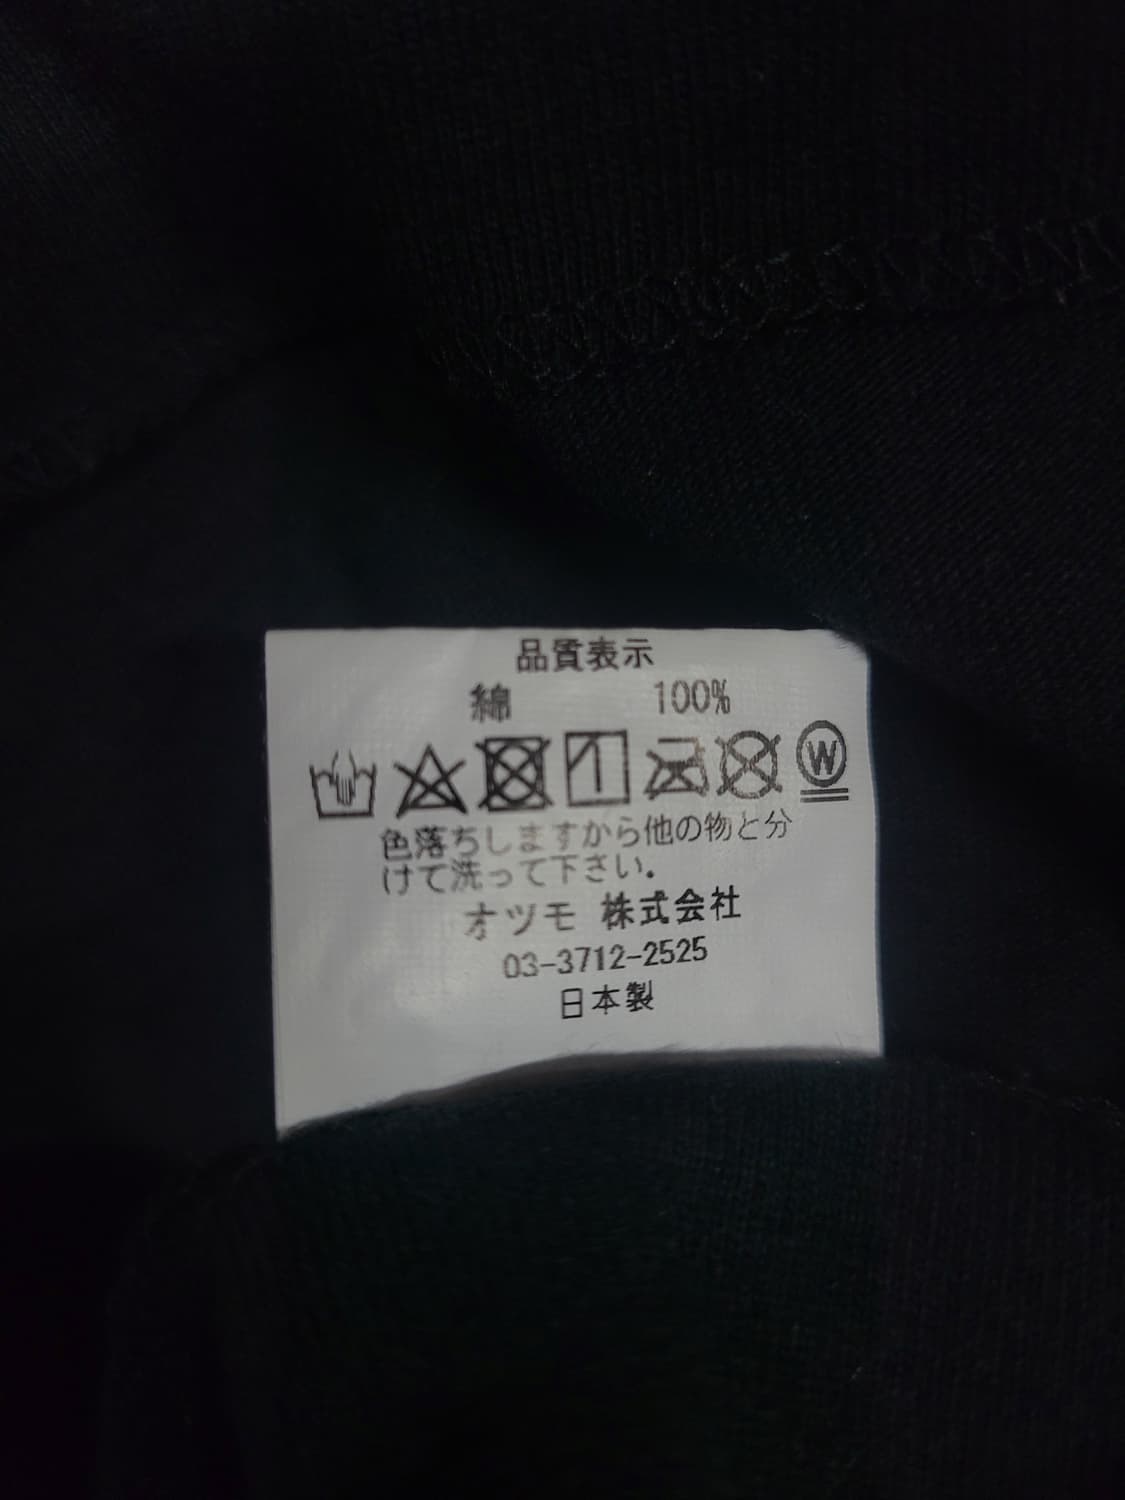 品質表示
綿 100%
W
色落ちしますから他の物と分
けて洗って下さい.
オツモ 株式会社
03-3712-2525
日本製